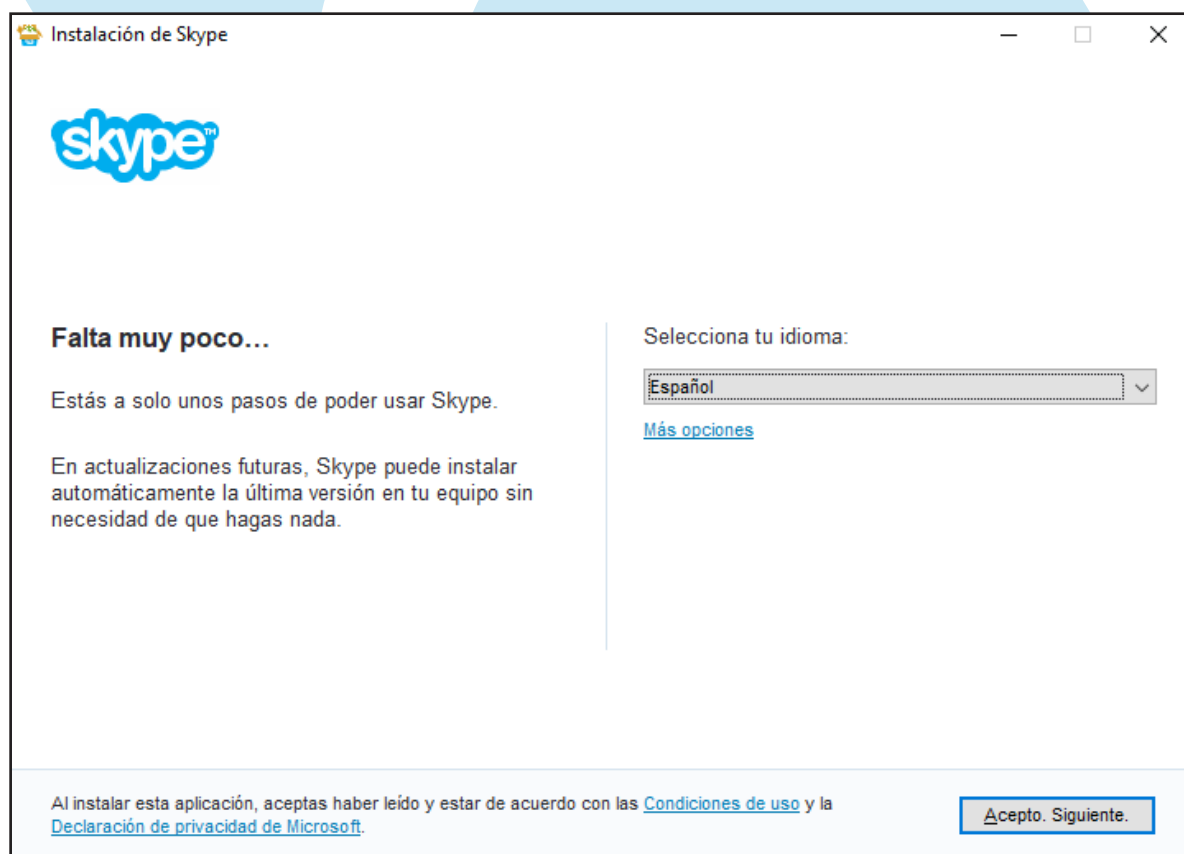 Instalación de Skype
skype™
Falta muy poco...
Estás a solo unos pasos de poder usar Skype.
En actualizaciones futuras, Skype puede instalar
automáticamente la última versión en tu equipo sin
necesidad de que hagas nada.
Selecciona tu idioma:
Español
Más opciones
Al instalar esta aplicación, aceptas haber leído y estar de acuerdo con las Condiciones de uso y la
Declaración de privacidad de Microsoft.
Acepto. Siguiente.